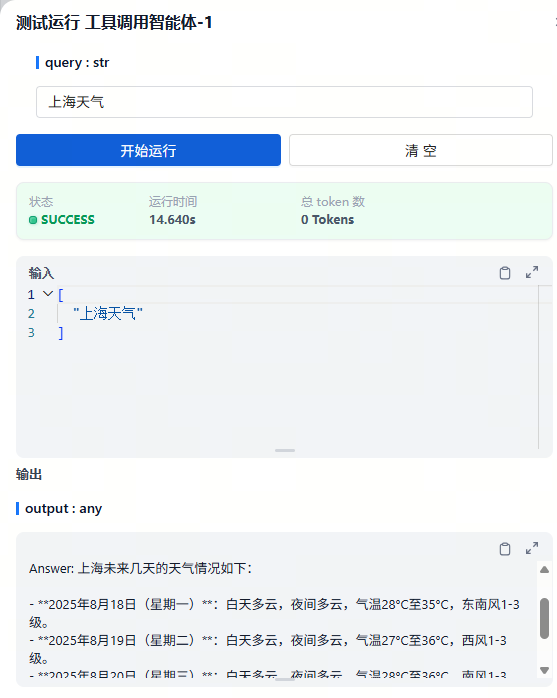 测试运行 工具调用智能体-1
query : str
上海天气
开始运行
清 空
状态
运行时间
总 token 数
SUCCESS
14.640s
0 Tokens
输入
1
[
2
"上海天气"
3
]
输出
output : any
Answer: 上海未来几天的天气情况如下：
- **2025年8月18日（星期一）**：白天多云，夜间多云，气温28°C至35°C，东南风1-3
级。
- **2025年8月19日（星期二）**：白天多云，夜间多云，气温27°C至36°C，西风1-3
级。
- **2025年8月20日（星期三）**：白天多云，夜间多云，气温28°C至36°C，南风1-3